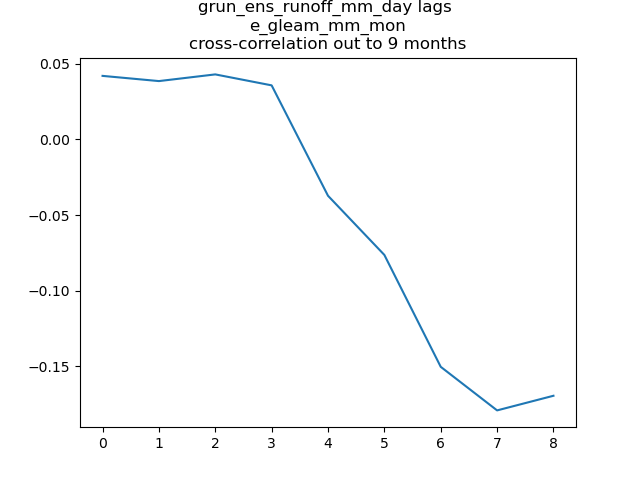 grun_ens_runoff_mm_day lags
e_gleam_mm_mon
cross-correlation out to 9 months
0.05
0.00
−0.05
−0.10
−0.15
0 1 2 3 4 5 6 7 8